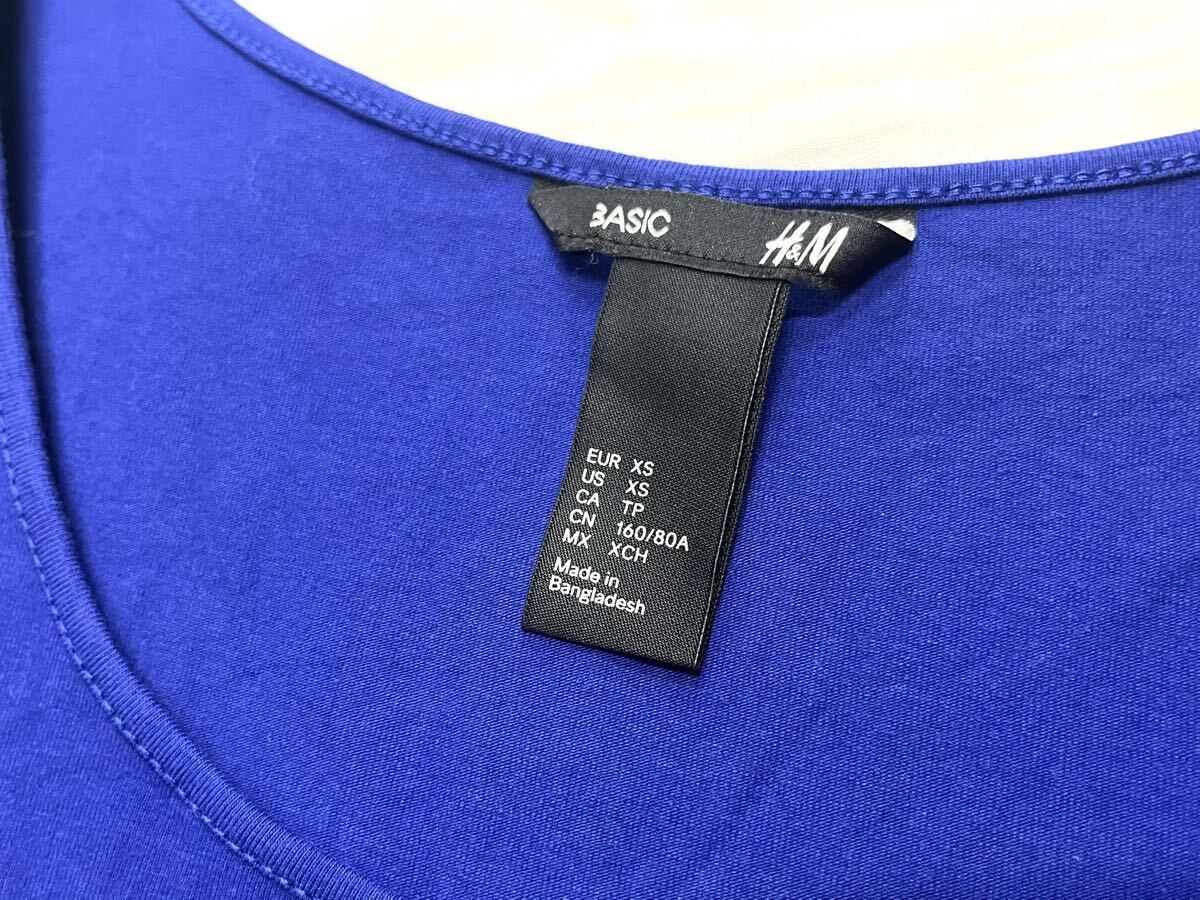 BASIC H&M
EUR XS
US XS
CA TP
CN 160/80A
MX XCH
Made in
Bangladesh